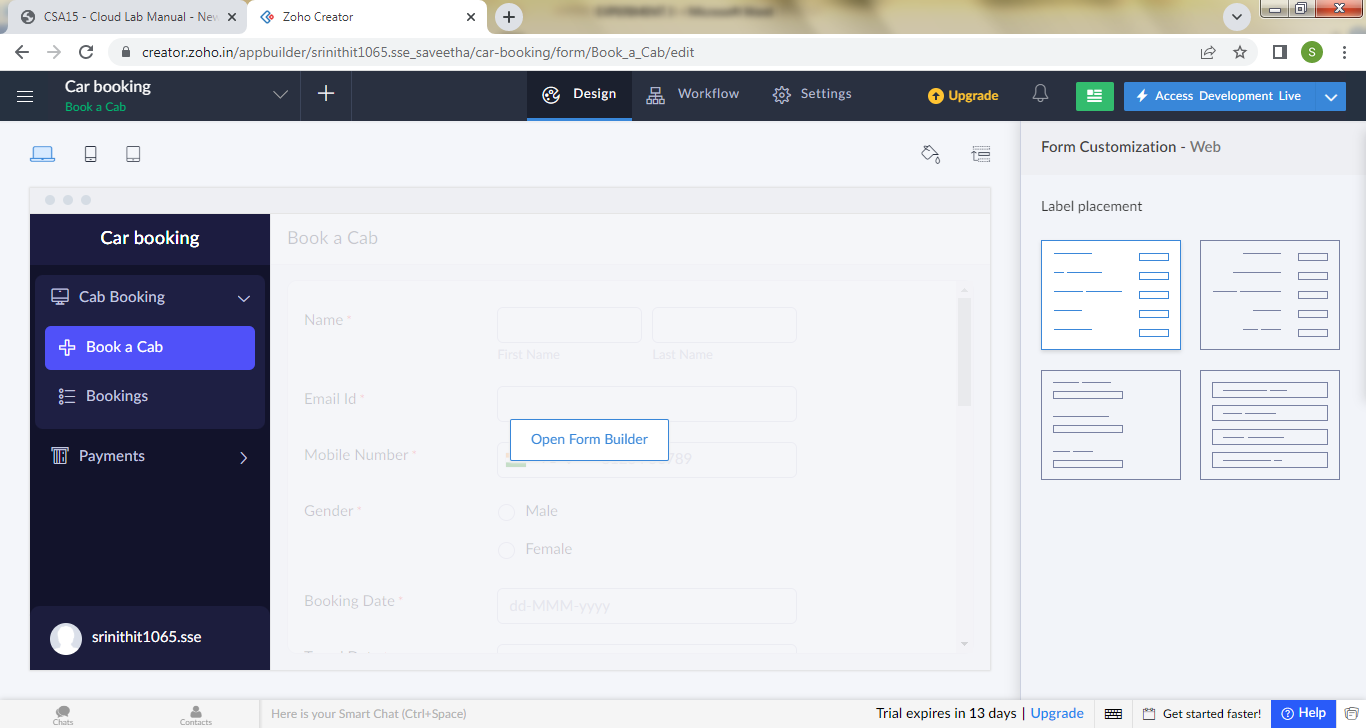 CSA15 - Cloud Lab Manual - New
Zoho Creator
creator.zoho.in/appbuilder/srinithit1065.sse_saveetha/car-booking/form/Book_a_Cab/edit
S
Car booking
Book a Cab
Design
Workflow
Settings
Upgrade
Access Development Live
Form Customization - Web
Label placement
Car booking
Cab Booking
Book a Cab
Bookings
Payments
srinithit1065.sse
Book a Cab
Name *
First Name
Last Name
Email Id *
Open Form Builder
Mobile Number *
Gender *
Male
Female
Booking Date *
dd-MMM-yyyy
Chats
Contacts
Here is your Smart Chat (Ctrl+Space)
Trial expires in 13 days | Upgrade
Get started faster!
Help